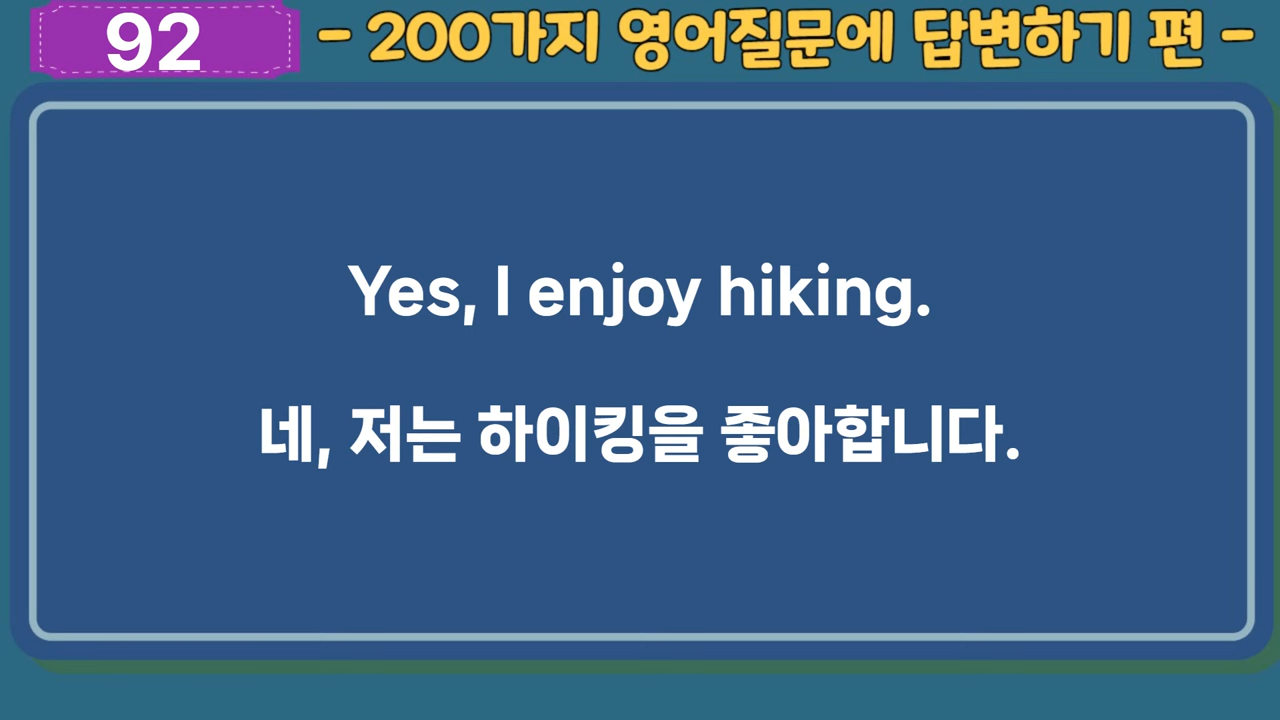 92
- 200가지 영어질문에 답변하기 편 -
Yes, I enjoy hiking.
네, 저는 하이킹을 좋아합니다.